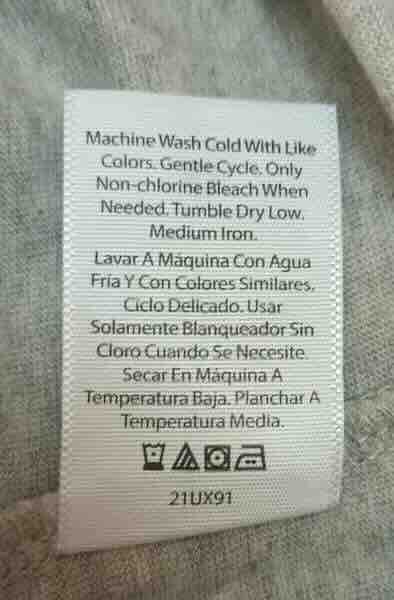 Machine Wash Cold With Like
Colors. Gentle Cycle. Only
Non-chlorine Bleach When
Needed. Tumble Dry Low.
Medium Iron.
Lavar A Máquina Con Agua
Fría Y Con Colores Similares.
Ciclo Delicado. Usar
Solamente Blanqueador Sin
Cloro Cuando Se Necesite.
Secar En Máquina A
Temperatura Baja. Planchar A
Temperatura Media.
21UX91